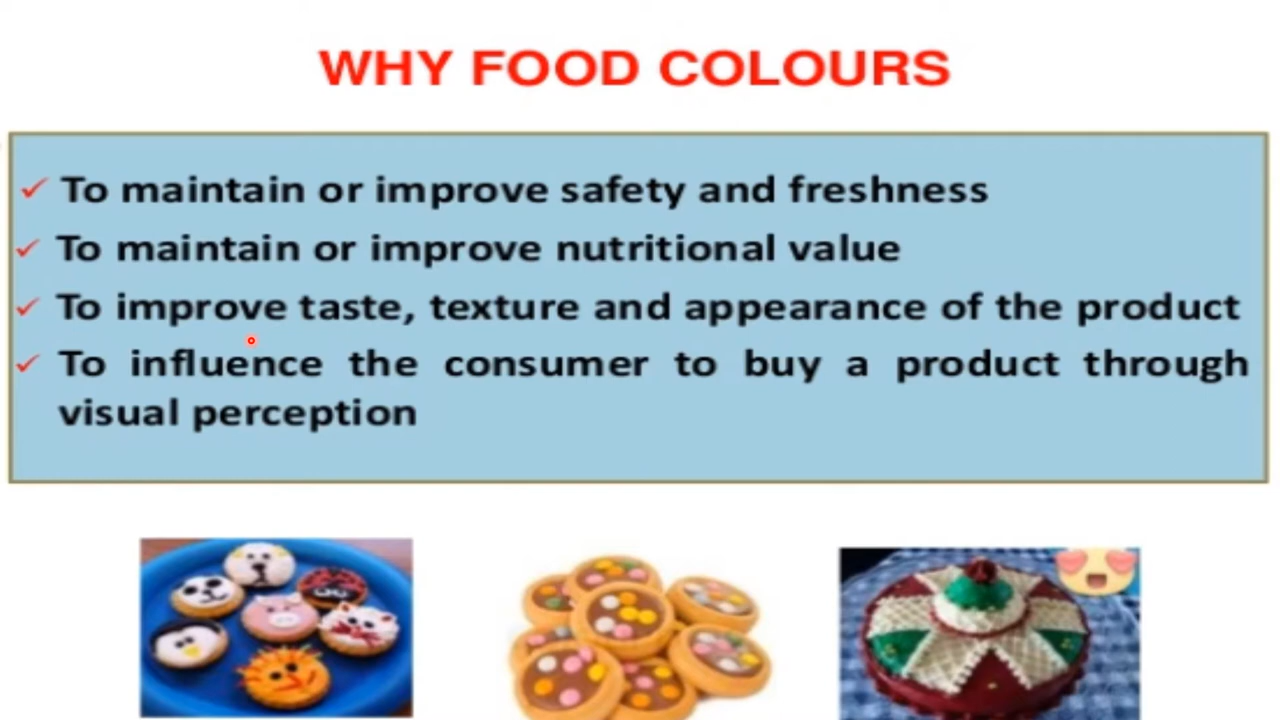 WHY FOOD COLOURS
To maintain or improve safety and freshness
To maintain or improve nutritional value
To improve taste, texture and appearance of the product
To influence the consumer to buy a product through
visual perception